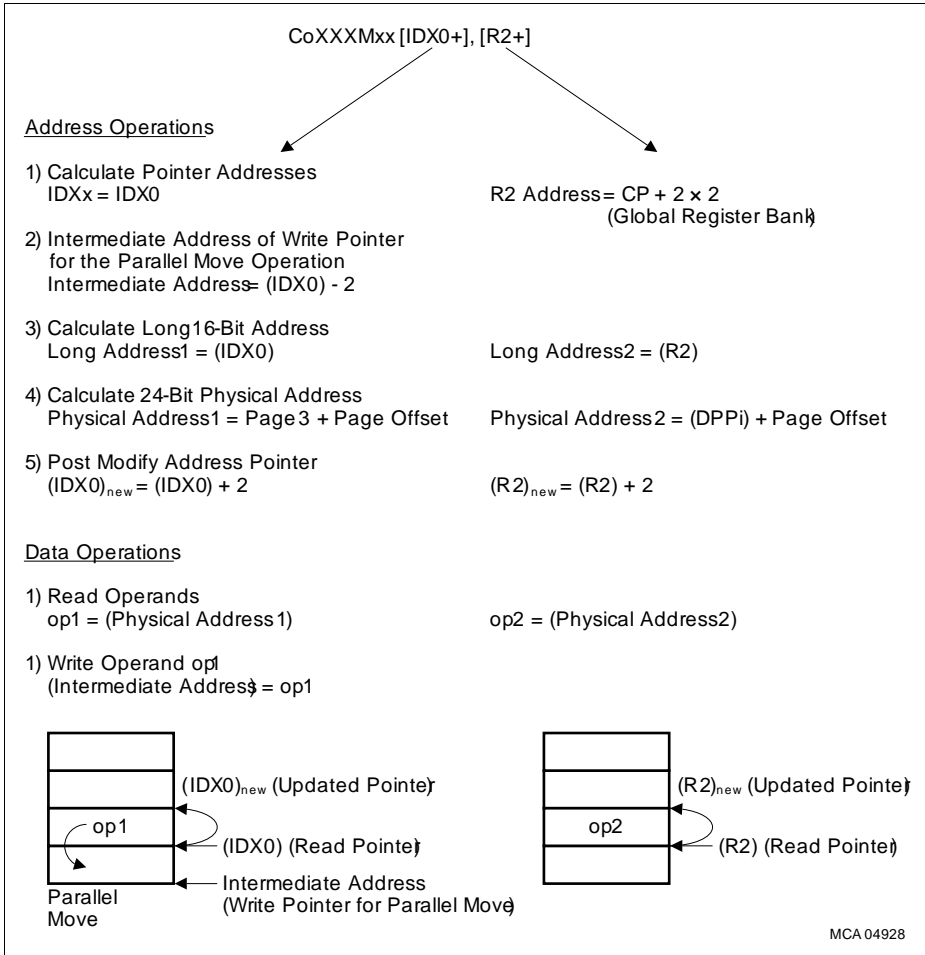 CoXXXMxx [IDX0+], [R2+]
Address Operations
1) Calculate Pointer Addresses
IDXx = IDX0
R2 Address = CP + 2 × 2
(Global Register Bank)
2) Intermediate Address of Write Pointer
for the Parallel Move Operation
Intermediate Address = (IDX0) - 2
3) Calculate Long 16-Bit Address
Long Address1 = (IDX0)
Long Address2 = (R2)
4) Calculate 24-Bit Physical Address
Physical Address1 = Page 3 + Page Offset
Physical Address2 = (DPPi) + Page Offset
5) Post Modify Address Pointer
(IDX0)new = (IDX0) + 2
(R2)new = (R2) + 2
Data Operations
1) Read Operands
op1 = (Physical Address1)
op2 = (Physical Address2)
1) Write Operand op1
(Intermediate Address) = op1
(IDX0)new (Updated Pointer)
(R2)new (Updated Pointer)
op1
op2
(IDX0) (Read Pointer)
(R2) (Read Pointer)
Intermediate Address
(Write Pointer for Parallel Move)
Parallel
Move
MCA04928